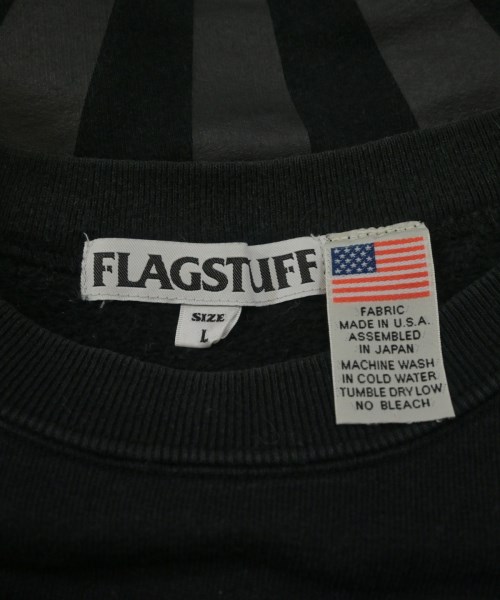 FLAGSTUFF
SIZE
L
FABRIC
MADE IN U.S.A.
ASSEMBLED
IN JAPAN
MACHINE WASH
IN COLD WATER
TUMBLE DRY LOW
NO BLEACH